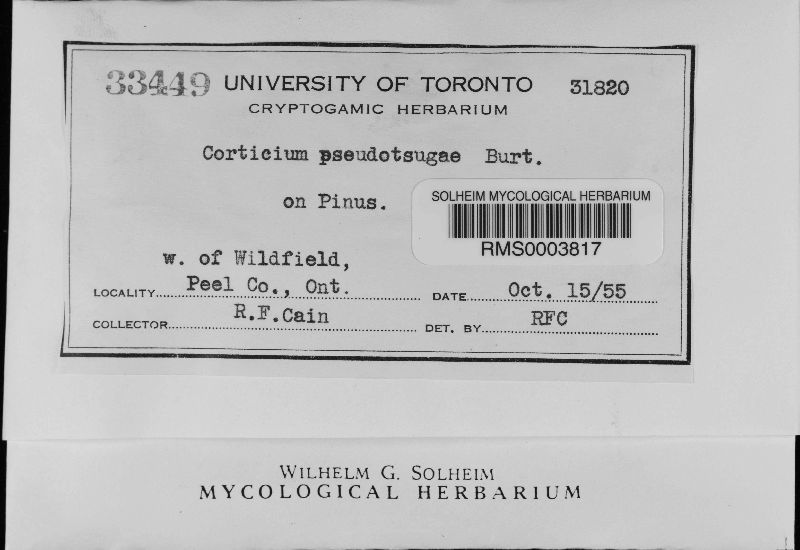 33449 UNIVERSITY OF TORONTO 31820
CRYPTOGAMIC HERBARIUM
Corticium pseudotsugae Burt.
on Pinus.
SOLHEIM MYCOLOGICAL HERBARIUM
RMS0003817
w. of Wildfield,
LOCALITY Peel Co., Ont. DATE Oct. 15/55
COLLECTOR R.F.Cain DET. BY RFC
WILHELM G. SOLHEIM
MYCOLOGICAL HERBARIUM